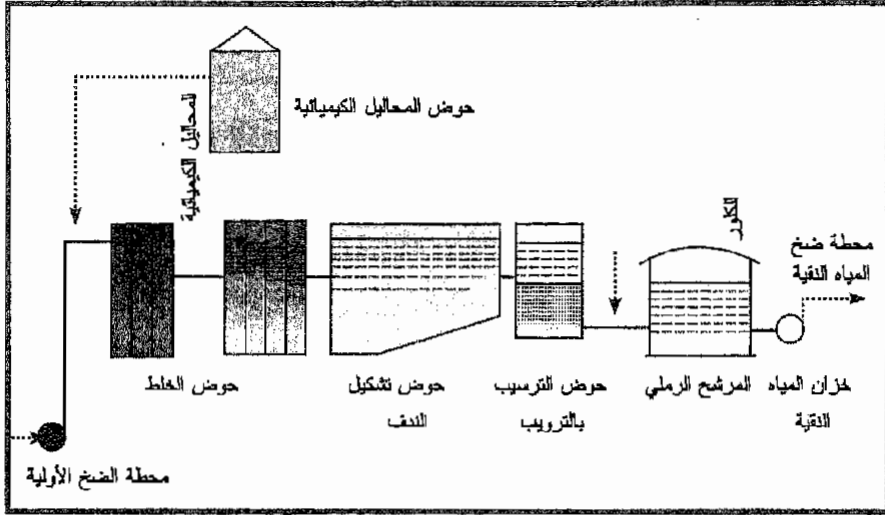 حوض المحاليل الكيميائية
المحاليل الكيميائية
الكلور
محطة ضخ
المياه النقية
حوض الخلط
حوض تشكيل
الندف
حوض الترسيب
بالترويب
المرشح الرملي
خزان المياه
النقية
محطة الضخ الأولية